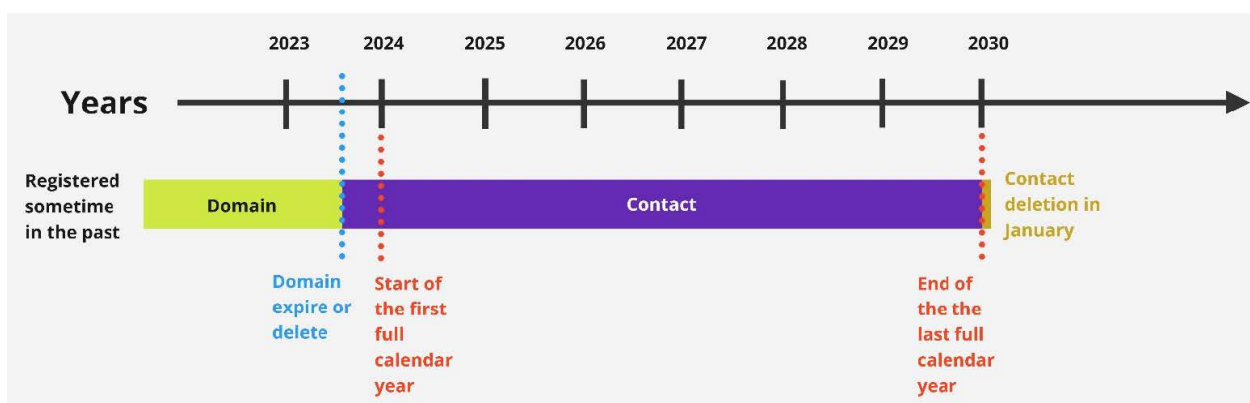 2023 2024 2025 2026 2027 2028 2029 2030
Years
Registered
sometime
in the past
Domain
Contact
Contact
deletion in
January
Domain
expire or
delete
Start of
the first
full
calendar
year
End of
the the
last full
calendar
year